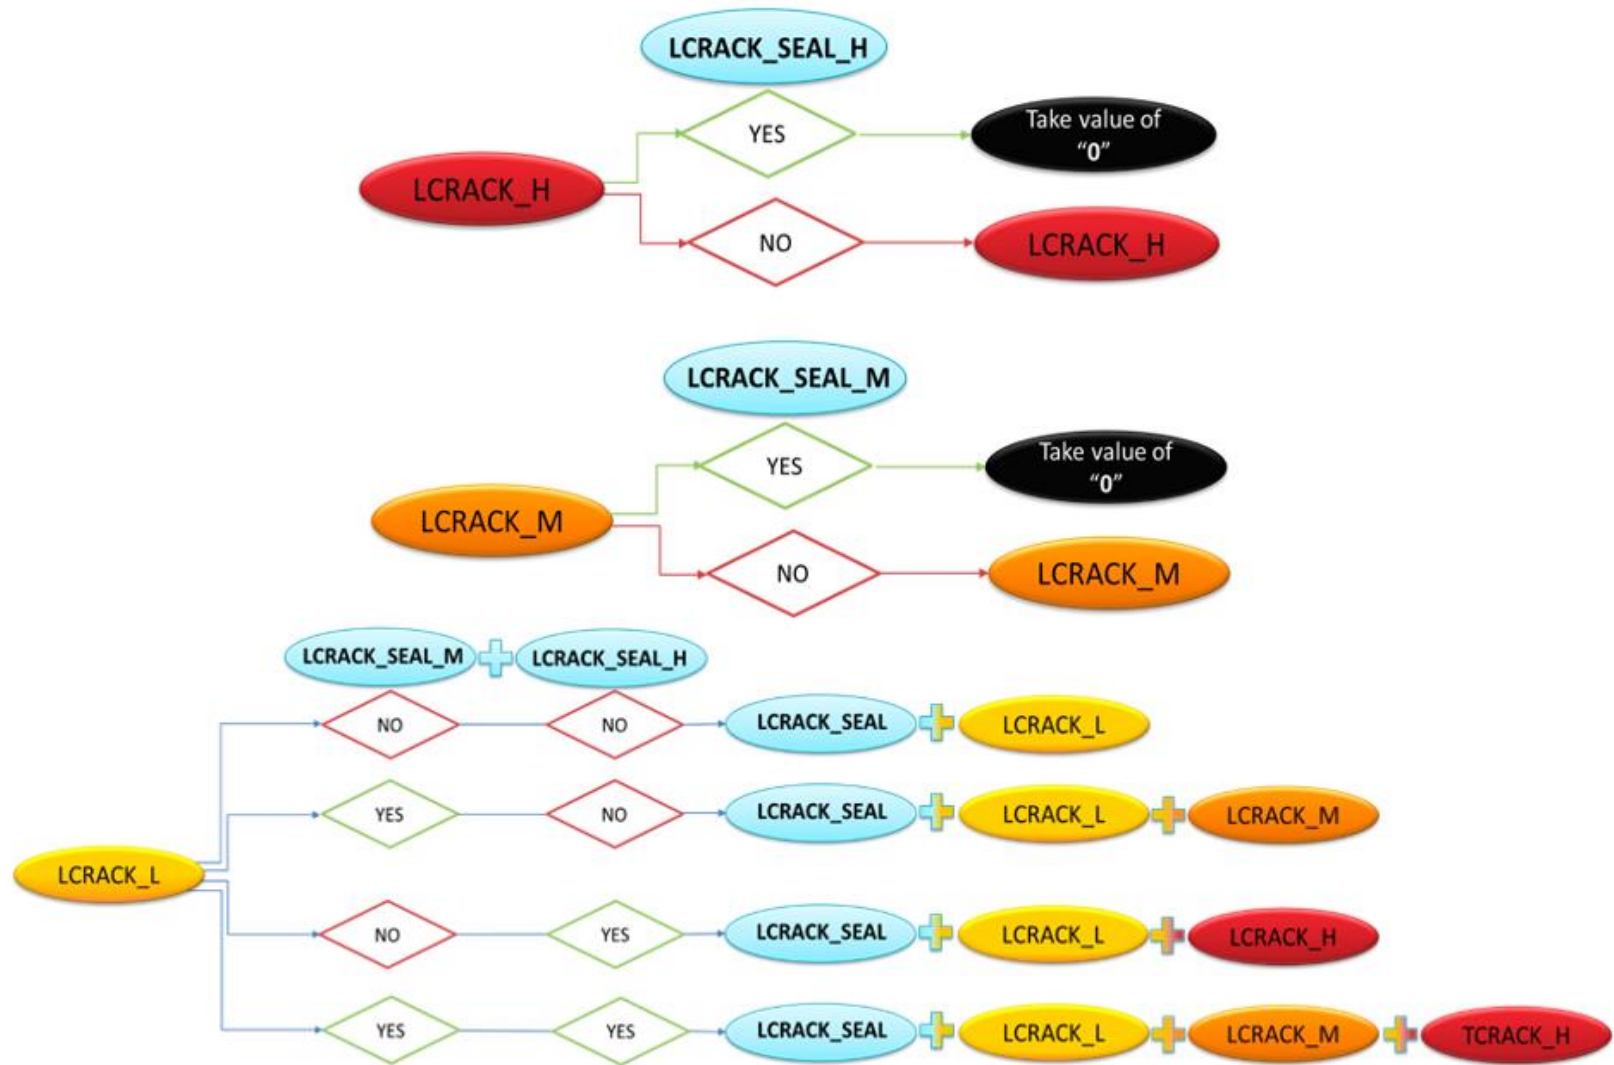 LCRACK_SEAL_H
YES
Take value of
“0”
LCRACK_H
NO
LCRACK_H
LCRACK_SEAL_M
YES
Take value of
“0”
LCRACK_M
NO
LCRACK_M
LCRACK_SEAL_M
LCRACK_SEAL_H
NO
NO
LCRACK_SEAL
LCRACK_L
YES
NO
LCRACK_SEAL
LCRACK_L
LCRACK_M
LCRACK_L
NO
YES
LCRACK_SEAL
LCRACK_L
LCRACK_H
YES
YES
LCRACK_SEAL
LCRACK_L
LCRACK_M
TCRACK_H